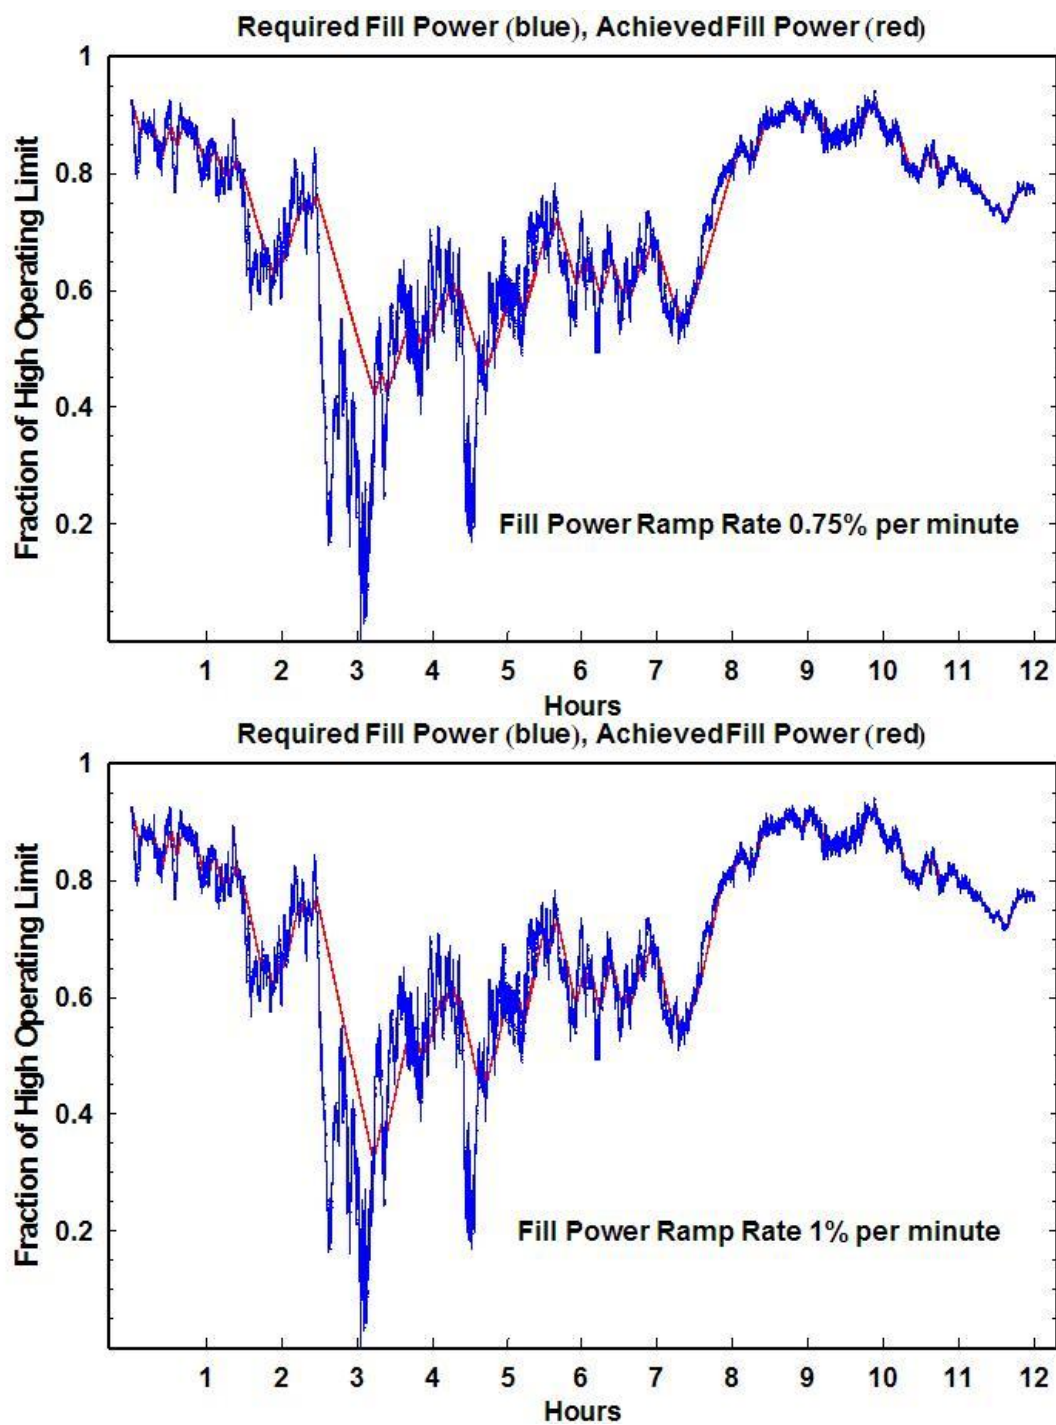 Required Fill Power (blue), Achieved Fill Power (red)
Fraction of High Operating Limit
1
0.8
0.6
0.4
0.2
Fill Power Ramp Rate 0.75% per minute
1 2 3 4 5 6 7 8 9 10 11 12
Hours
Required Fill Power (blue), Achieved Fill Power (red)
Fraction of High Operating Limit
1
0.8
0.6
0.4
0.2
Fill Power Ramp Rate 1% per minute
1 2 3 4 5 6 7 8 9 10 11 12
Hours